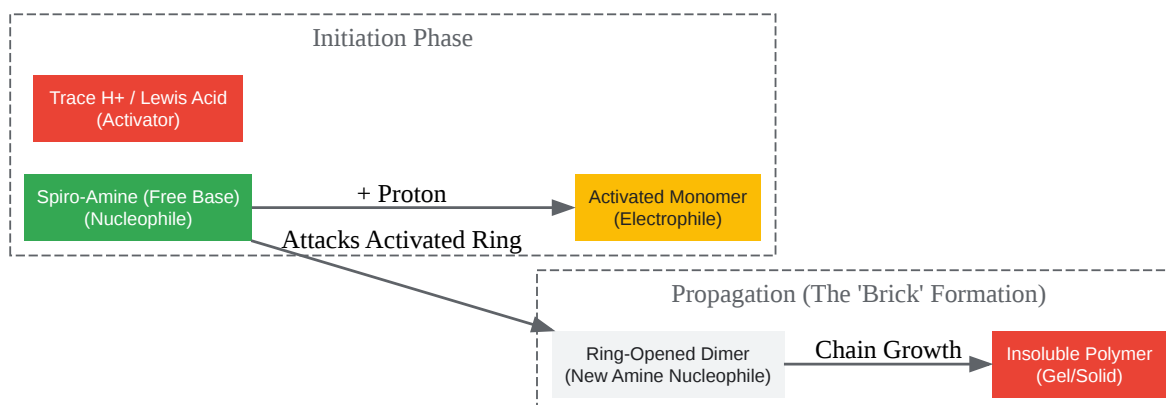 Initiation Phase
Trace H+ / Lewis Acid
(Activator)
Spiro-Amine (Free Base)
(Nucleophile)
+ Proton
Activated Monomer
(Electrophile)
Attacks Activated Ring
Propagation (The 'Brick' Formation)
Ring-Opened Dimer
(New Amine Nucleophile)
Chain Growth
Insoluble Polymer
(Gel/Solid)